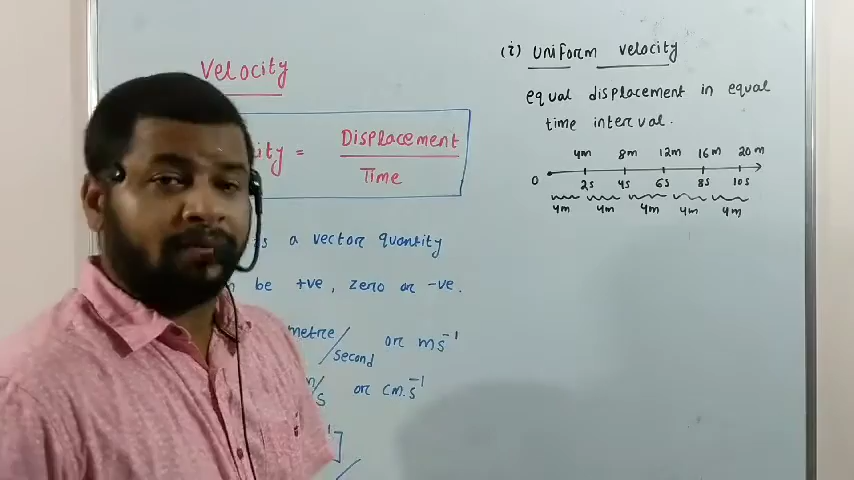 Velocity
ity = Displacement
Time
is a vector quantity
be +ve, zero or -ve.
metre/second or ms⁻¹
/s or cm.s⁻¹
(i) Uniform velocity
equal displacement in equal
time interval.
4m 8m 12m 16m 20m
0 2s 4s 6s 8s 10s
4m 4m 4m 4m 4m